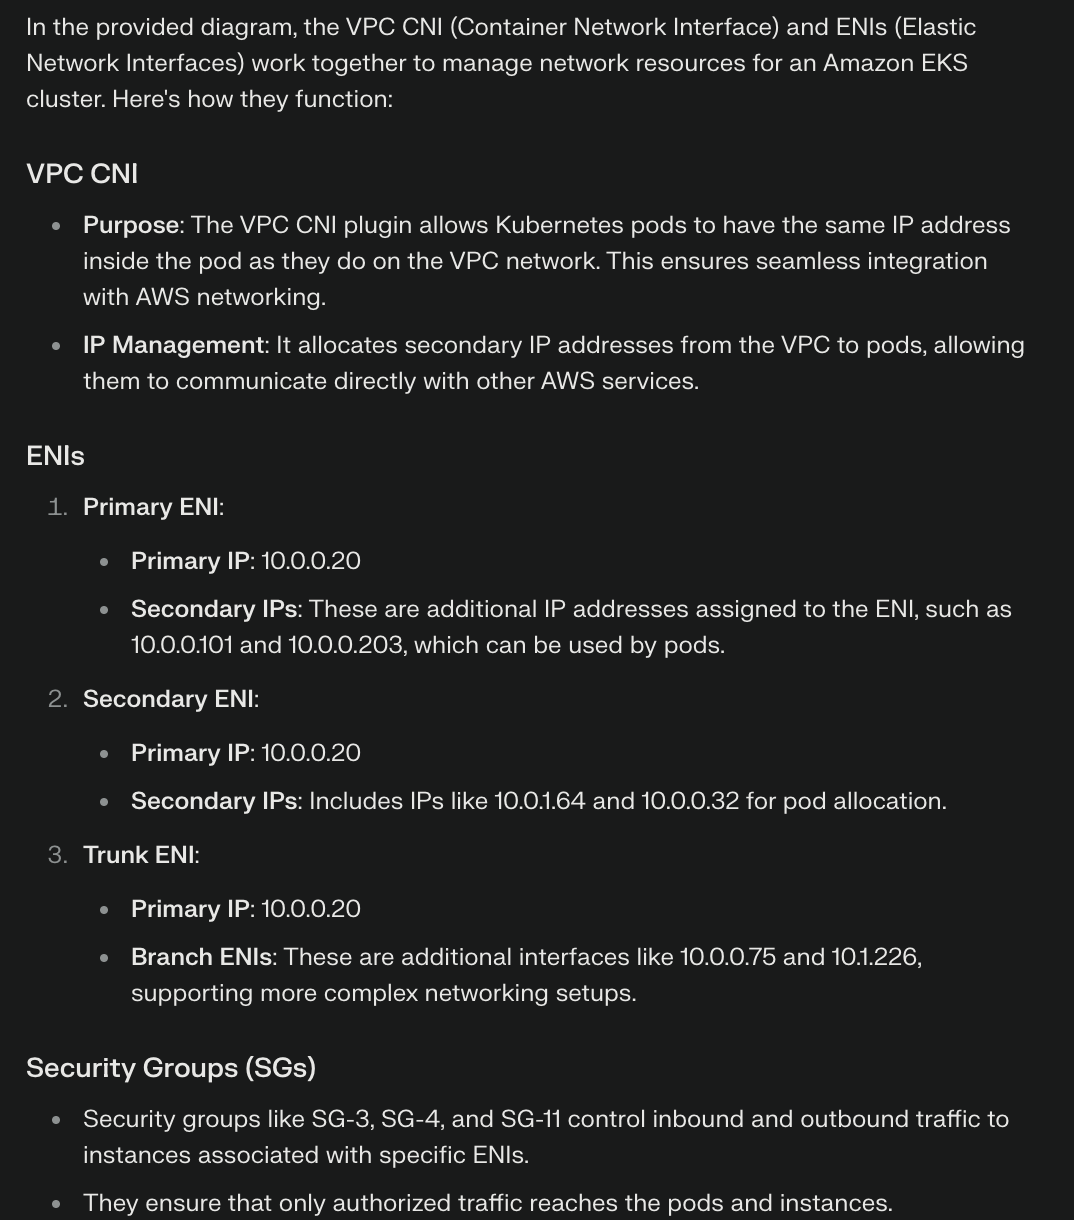 In the provided diagram, the VPC CNI (Container Network Interface) and ENIs (Elastic
Network Interfaces) work together to manage network resources for an Amazon EKS
cluster. Here's how they function:
VPC CNI
• Purpose: The VPC CNI plugin allows Kubernetes pods to have the same IP address
inside the pod as they do on the VPC network. This ensures seamless integration
with AWS networking.
• IP Management: It allocates secondary IP addresses from the VPC to pods, allowing
them to communicate directly with other AWS services.
ENIs
1. Primary ENI:
• Primary IP: 10.0.0.20
• Secondary IPs: These are additional IP addresses assigned to the ENI, such as
10.0.0.101 and 10.0.0.203, which can be used by pods.
2. Secondary ENI:
• Primary IP: 10.0.0.20
• Secondary IPs: Includes IPs like 10.0.1.64 and 10.0.0.32 for pod allocation.
3. Trunk ENI:
• Primary IP: 10.0.0.20
• Branch ENIs: These are additional interfaces like 10.0.0.75 and 10.1.226,
supporting more complex networking setups.
Security Groups (SGs)
• Security groups like SG-3, SG-4, and SG-11 control inbound and outbound traffic to
instances associated with specific ENIs.
• They ensure that only authorized traffic reaches the pods and instances.